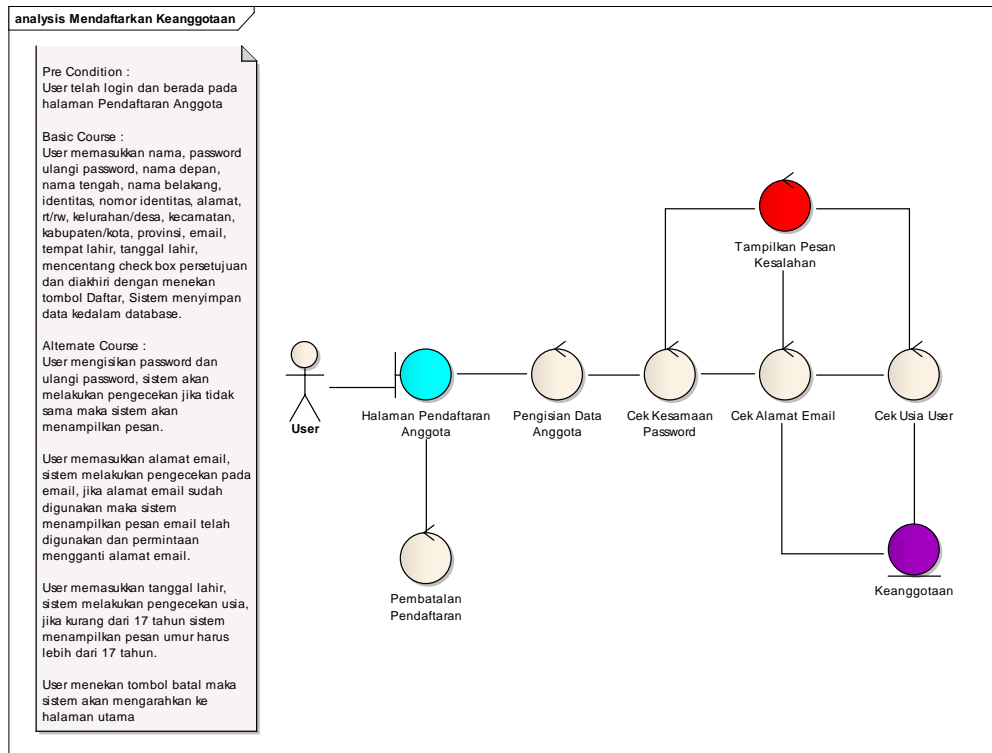 analysis Mendaftarkan Keanggotaan
Pre Condition :
User telah login dan berada pada
halaman Pendaftaran Anggota
Basic Course :
User memasukkan nama, password
ulangi password, nama depan,
nama tengah, nama belakang,
identitas, nomor identitas, alamat,
rt/rw, kelurahan/desa, kecamatan,
kabupaten/kota, provinsi, email,
tempat lahir, tanggal lahir,
mencentang check box persetujuan
dan diakhiri dengan menekan
tombol Daftar, Sistem menyimpan
data kedalam database.
Alternate Course :
User mengisikan password dan
ulangi password, sistem akan
melakukan pengecekan jika tidak
sama maka sistem akan
menampilkan pesan.
User memasukkan alamat email,
sistem melakukan pengecekan pada
email, jika alamat email sudah
digunakan maka sistem
menampilkan pesan email telah
digunakan dan permintaan
mengganti alamat email.
User memasukkan tanggal lahir,
sistem melakukan pengecekan usia,
jika kurang dari 17 tahun sistem
menampilkan pesan umur harus
lebih dari 17 tahun.
User menekan tombol batal maka
sistem akan mengarahkan ke
halaman utama
Tampilkan Pesan
Kesalahan
User
Halaman Pendaftaran
Anggota
Pengisian Data
Anggota
Cek Kesamaan
Password
Cek Alamat Email
Cek Usia User
Pembatalan
Pendaftaran
Keanggotaan